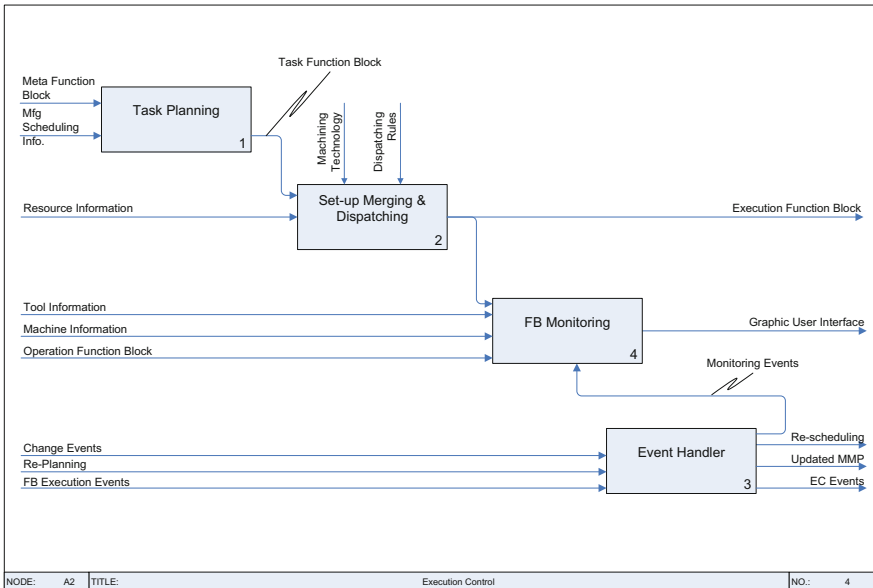 Task Function Block
Meta Function
Block
Mfg
Scheduling
Info.
Task Planning
1
Machining
Technology
Dispatching
Rules
Resource Information
Set-up Merging &
Dispatching
2
Execution Function Block
Tool Information
Machine Information
Operation Function Block
FB Monitoring
4
Graphic User Interface
Monitoring Events
Change Events
Re-Planning
FB Execution Events
Event Handler
3
Re-scheduling
Updated MMP
EC Events
NODE: A2 TITLE: Execution Control NO.: 4